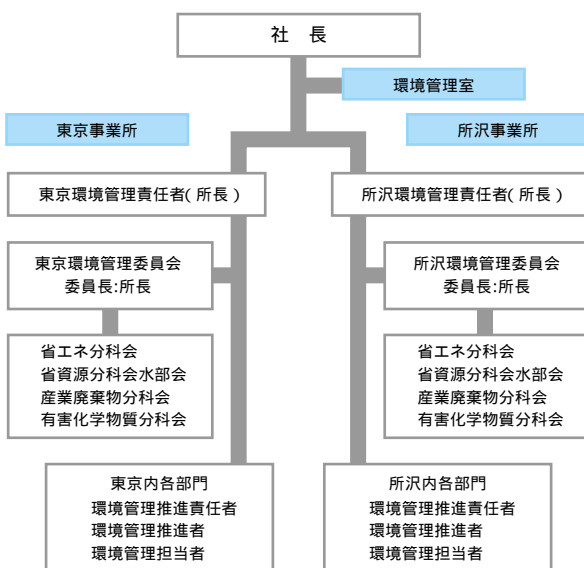 社 長
環境管理室
東京事業所
所沢事業所
東京環境管理責任者(所長)
所沢環境管理責任者(所長)
東京環境管理委員会
委員長:所長
所沢環境管理委員会
委員長:所長
省エネ分科会
省資源分科会水部会
産業廃棄物分科会
有害化学物質分科会
省エネ分科会
省資源分科会水部会
産業廃棄物分科会
有害化学物質分科会
東京内各部門
環境管理推進責任者
環境管理推進者
環境管理担当者
所沢内各部門
環境管理推進責任者
環境管理推進者
環境管理担当者